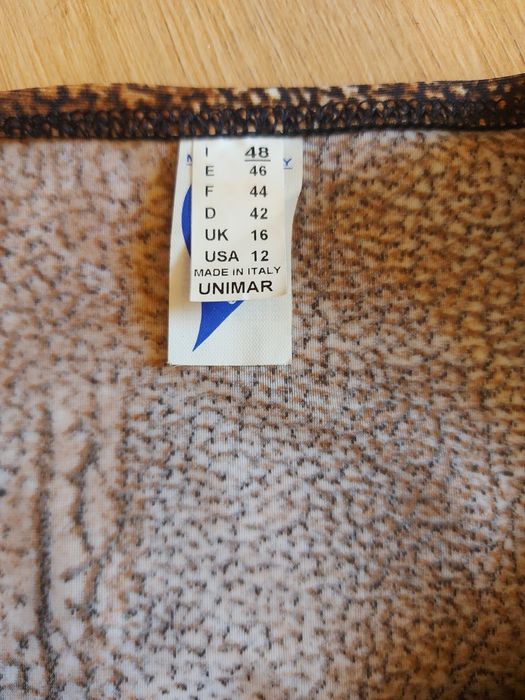 I 48
E 46
F 44
D 42
UK 16
USA 12
MADE IN ITALY
UNIMAR